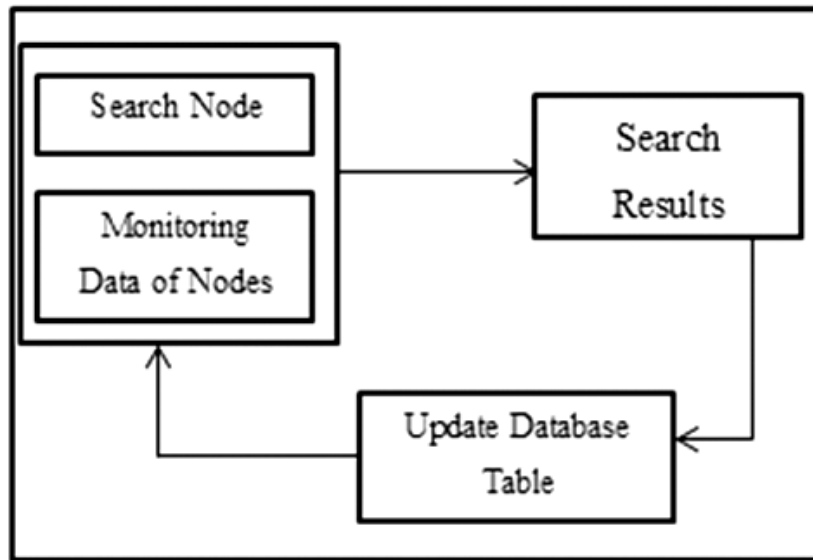 Search Node
Monitoring
Data of Nodes
Search
Results
Update Database
Table